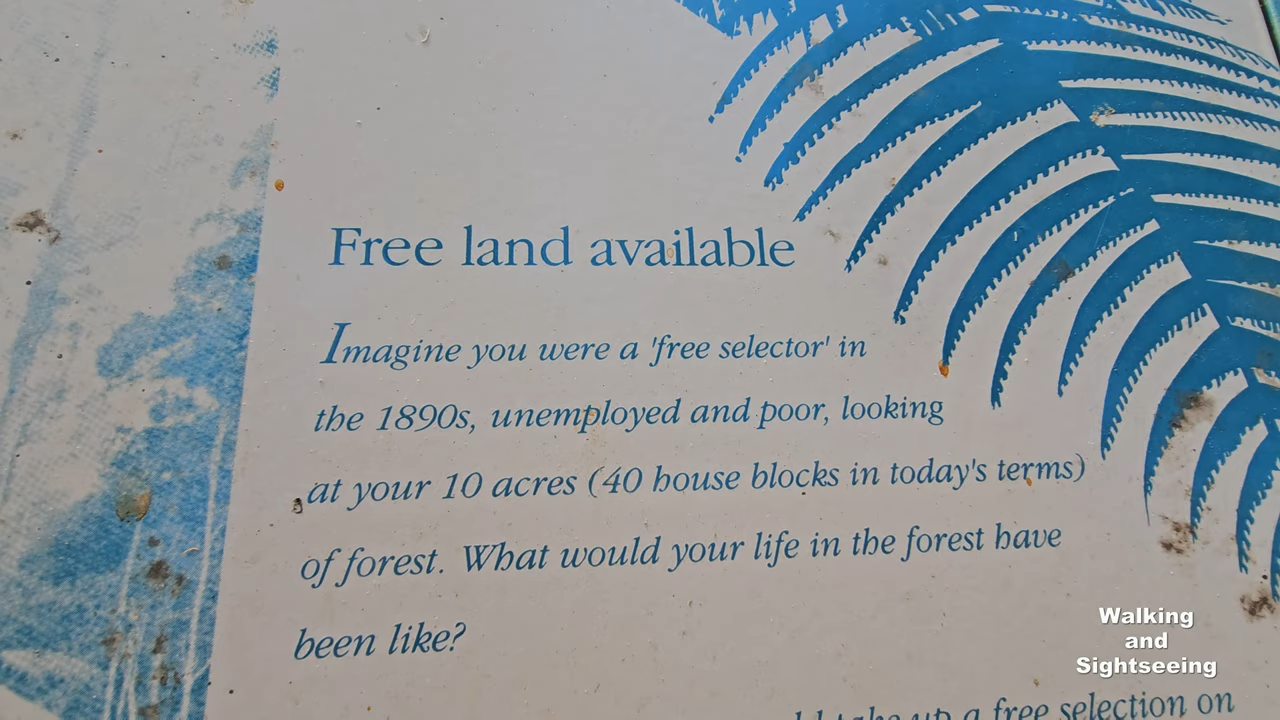 Free land available
Imagine you were a 'free selector' in
the 1890s, unemployed and poor, looking
at your 10 acres (40 house blocks in today's terms)
of forest. What would your life in the forest have
been like?
Walking
and
Sightseeing
take up a free selection on